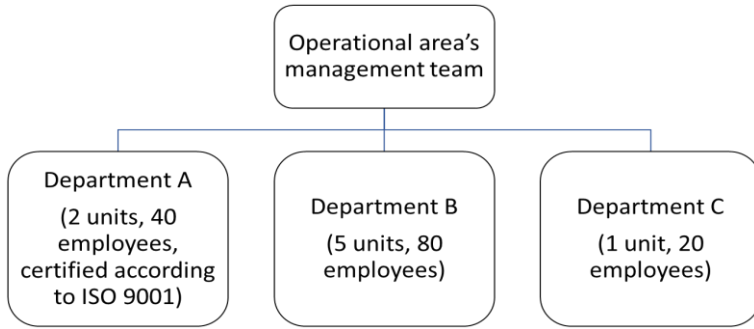 Operational area’s
management team
Department A
(2 units, 40
employees,
certified according
to ISO 9001)
Department B
(5 units, 80
employees)
Department C
(1 unit, 20
employees)